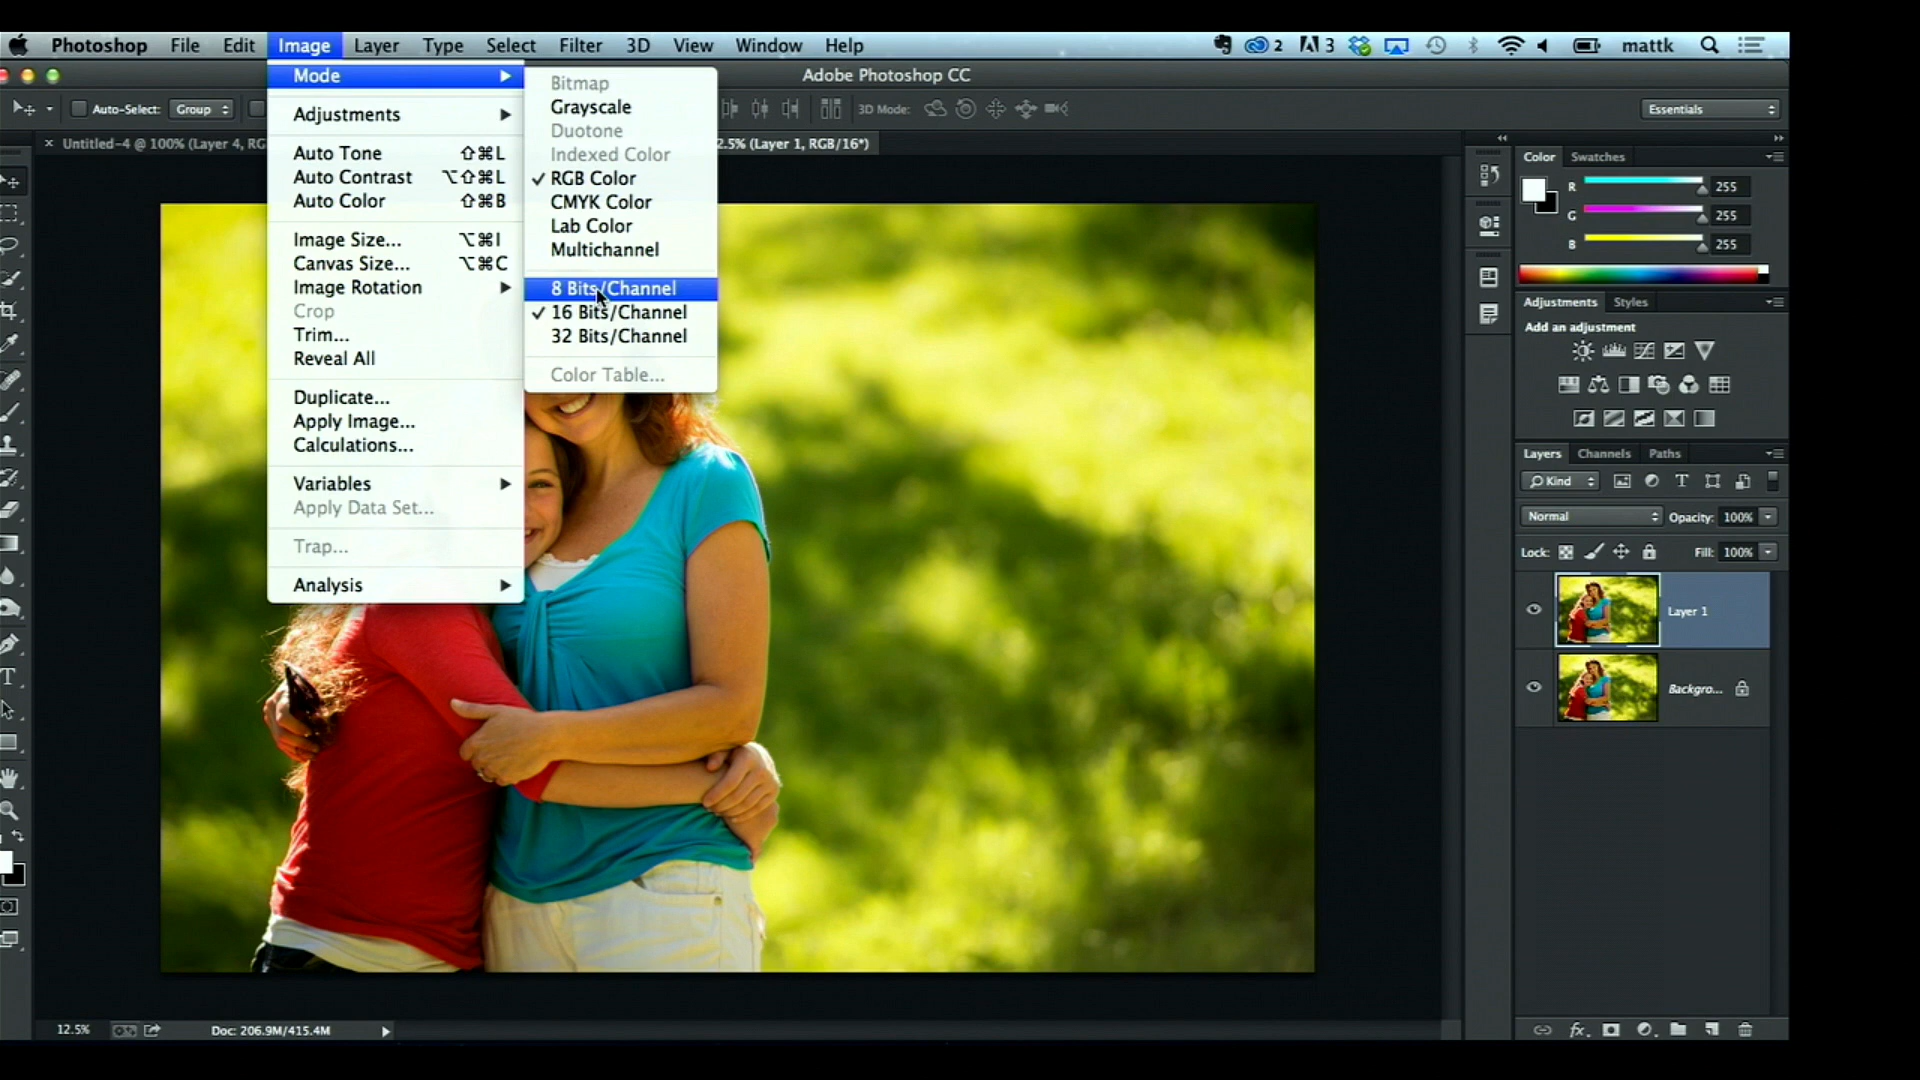 Photoshop File Edit Image Layer Type Select Filter 3D View Window Help 2 3 mattk
Adobe Photoshop CC
Auto-Select: Group 3D Mode: Essentials
Untitled-4 @ 100% (Layer 4, RG 2.5% (Layer 1, RGB/16*)
Mode
Adjustments
Auto Tone ⇧⌘L
Auto Contrast ⌥⇧⌘L
Auto Color ⇧⌘B
Image Size... ⌥⌘I
Canvas Size... ⌥⌘C
Image Rotation
Crop
Trim...
Reveal All
Duplicate...
Apply Image...
Calculations...
Variables
Apply Data Set...
Trap...
Analysis
Bitmap
Grayscale
Duotone
Indexed Color
✓ RGB Color
CMYK Color
Lab Color
Multichannel
8 Bits/Channel
✓ 16 Bits/Channel
32 Bits/Channel
Color Table...
Color Swatches
R 255
G 255
B 255
Adjustments Styles
Add an adjustment
Layers Channels Paths
Kind
Normal Opacity: 100%
Lock: Fill: 100%
Layer 1
Backgro...
fx
12.5% Doc: 206.9M/415.4M